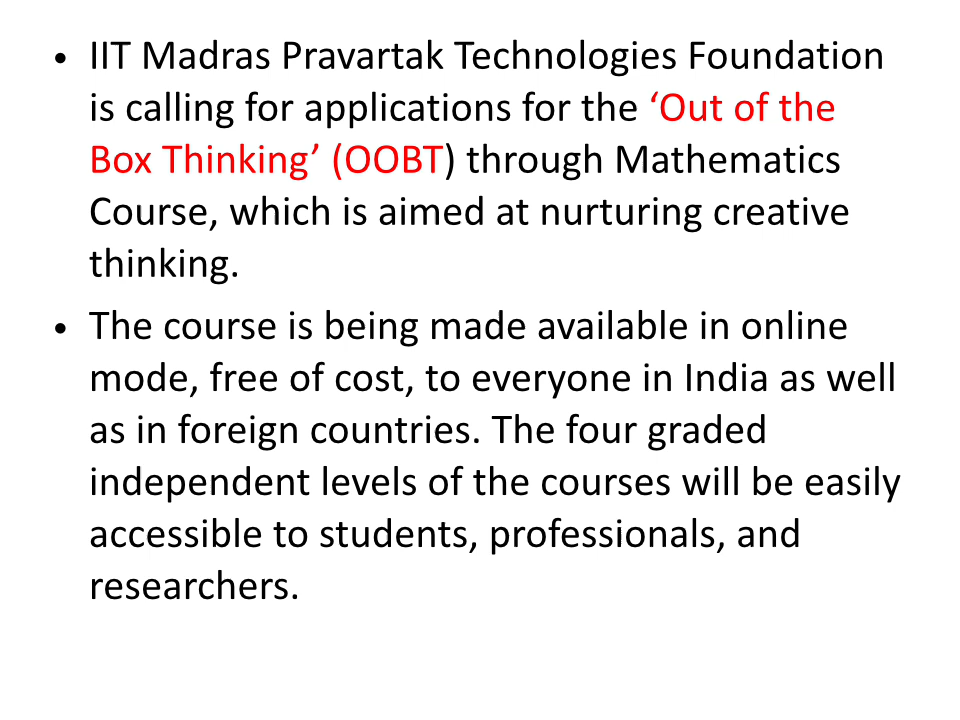 • IIT Madras Pravartak Technologies Foundation
is calling for applications for the ‘Out of the
Box Thinking’ (OOBT) through Mathematics
Course, which is aimed at nurturing creative
thinking.
• The course is being made available in online
mode, free of cost, to everyone in India as well
as in foreign countries. The four graded
independent levels of the courses will be easily
accessible to students, professionals, and
researchers.